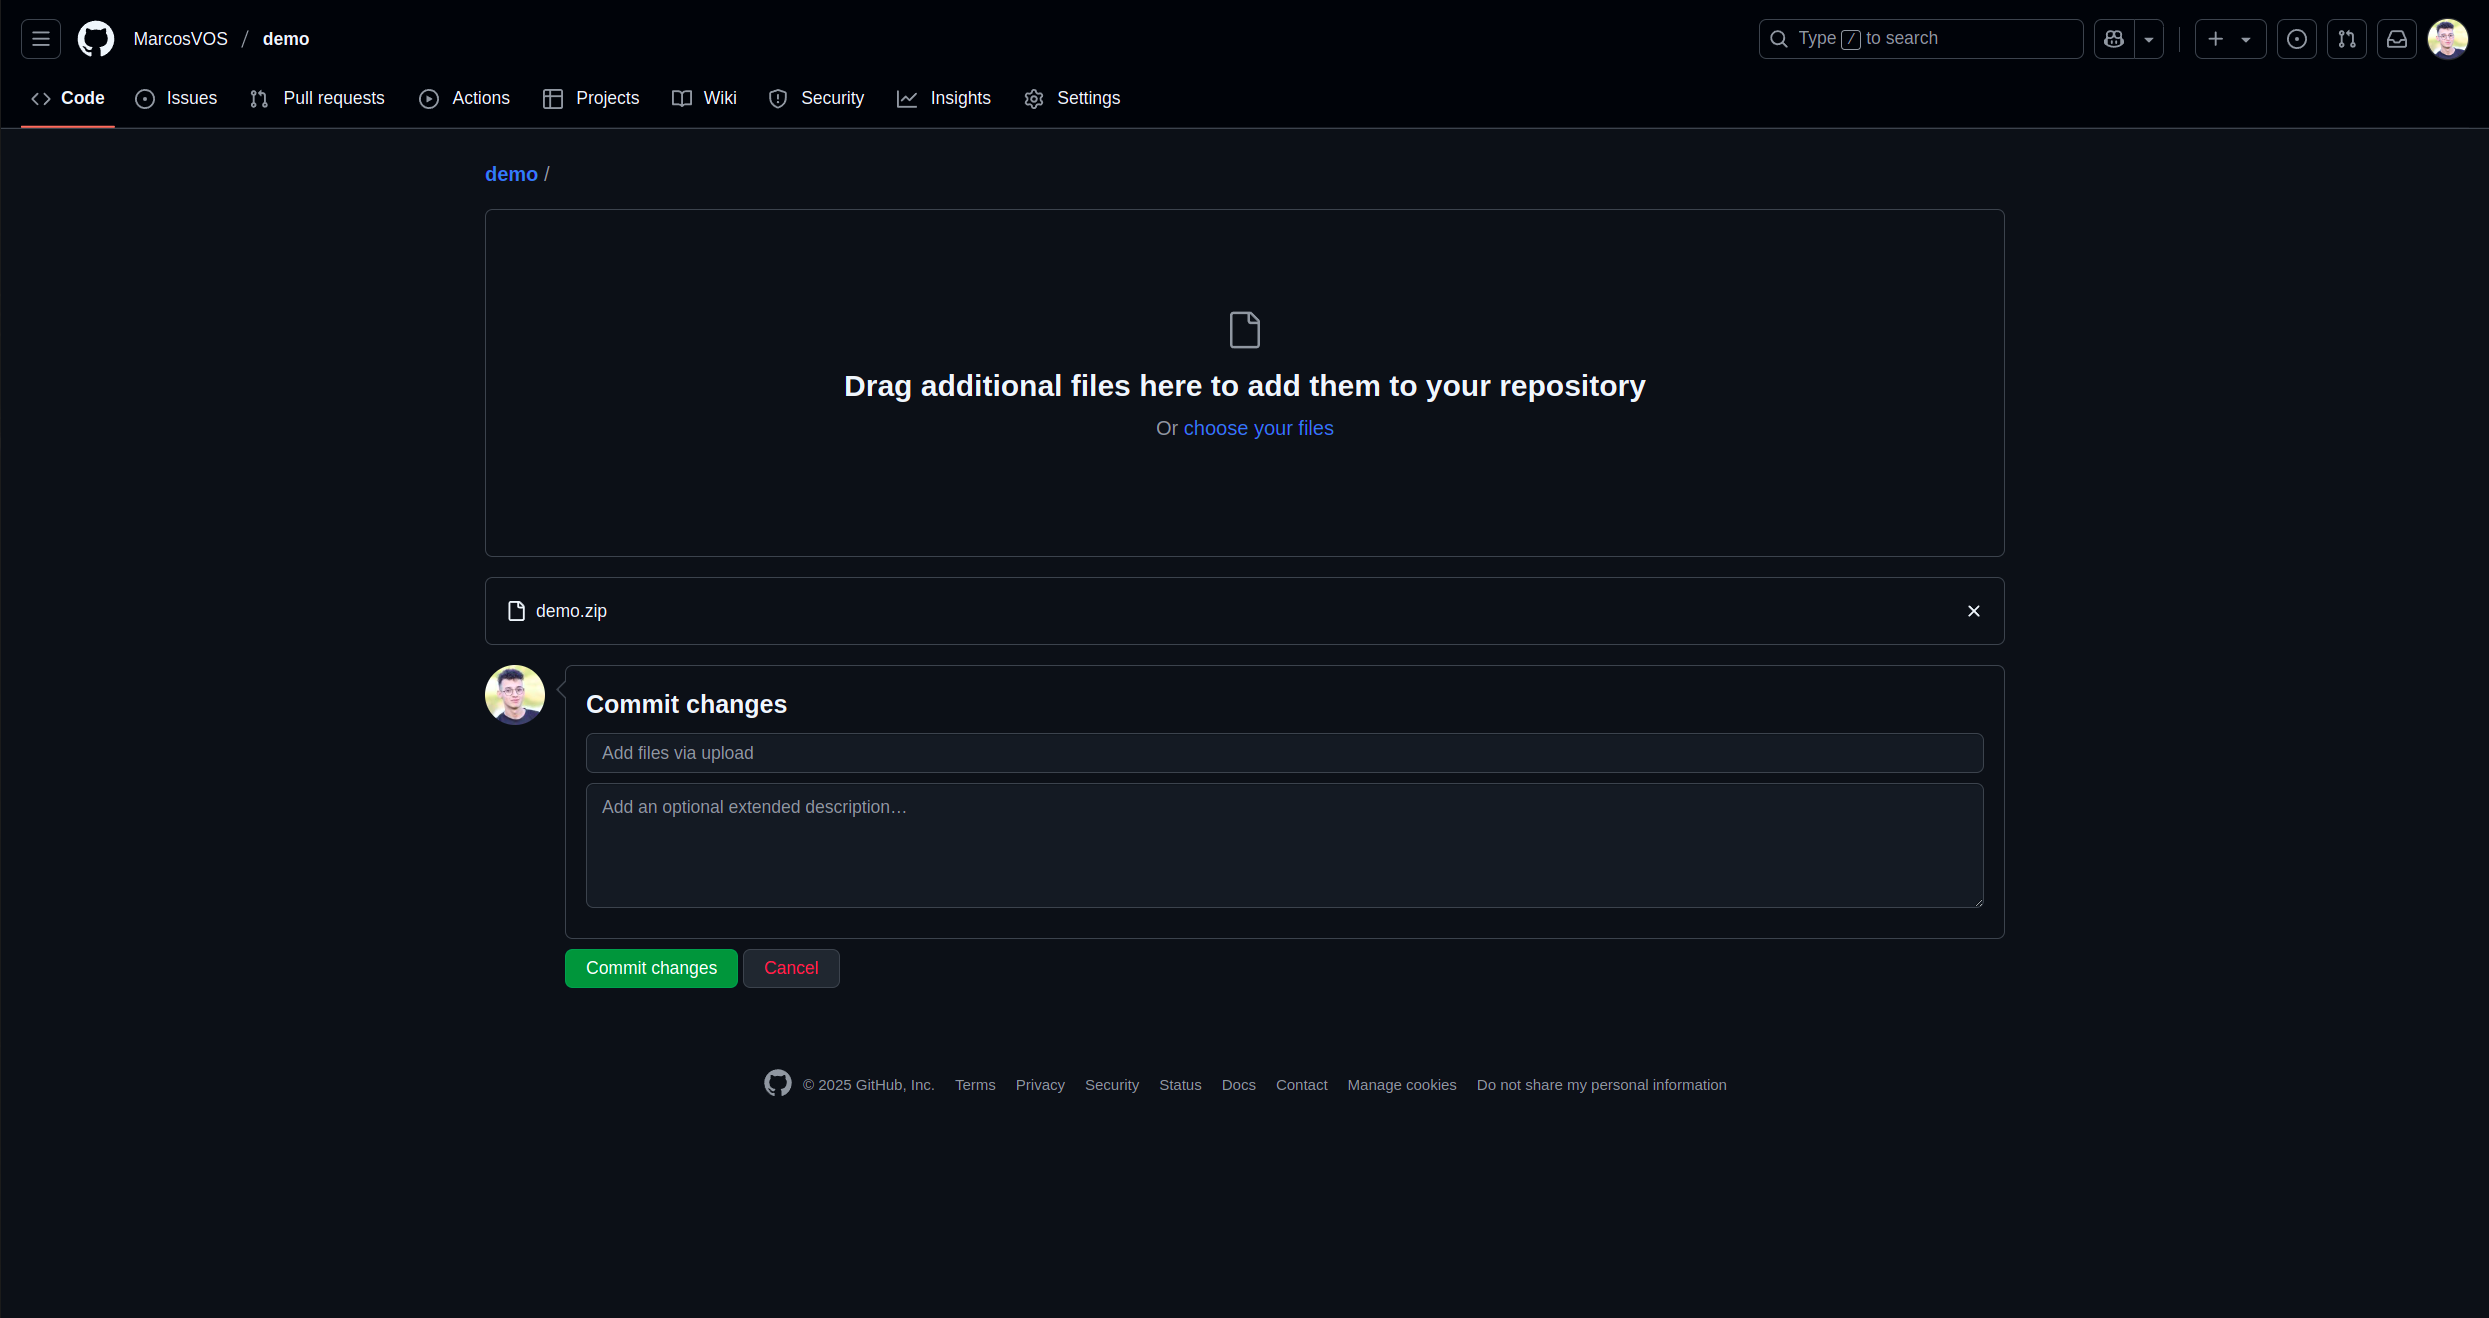 MarcosVOS / demo
Type / to search
Code Issues Pull requests Actions Projects Wiki Security Insights Settings
demo /
Drag additional files here to add them to your repository
Or choose your files
demo.zip
Commit changes
Add files via upload
Add an optional extended description…
Commit changes Cancel
© 2025 GitHub, Inc. Terms Privacy Security Status Docs Contact Manage cookies Do not share my personal information